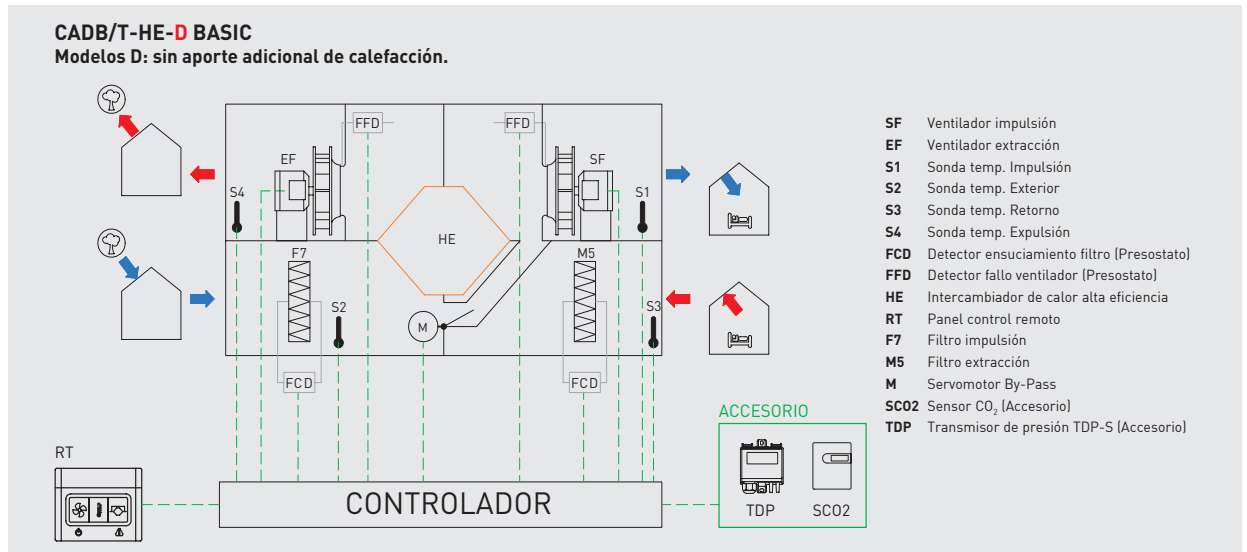 CADB/T-HE-D BASIC
Modelos D: sin aporte adicional de calefacción.
FFD
FFD
EF
SF
S4
S1
HE
F7
M5
S2
S3
M
FCD
FCD
SF Ventilador impulsión
EF Ventilador extracción
S1 Sonda temp. Impulsión
S2 Sonda temp. Exterior
S3 Sonda temp. Retorno
S4 Sonda temp. Expulsión
FCD Detector ensuciamiento filtro (Presostato)
FFD Detector fallo ventilador (Presostato)
HE Intercambiador de calor alta eficiencia
RT Panel control remoto
F7 Filtro impulsión
M5 Filtro extracción
M Servomotor By-Pass
SCO2 Sensor CO₂ (Accesorio)
TDP Transmisor de presión TDP-S (Accesorio)
ACCESORIO
TDP SCO2
RT
CONTROLADOR